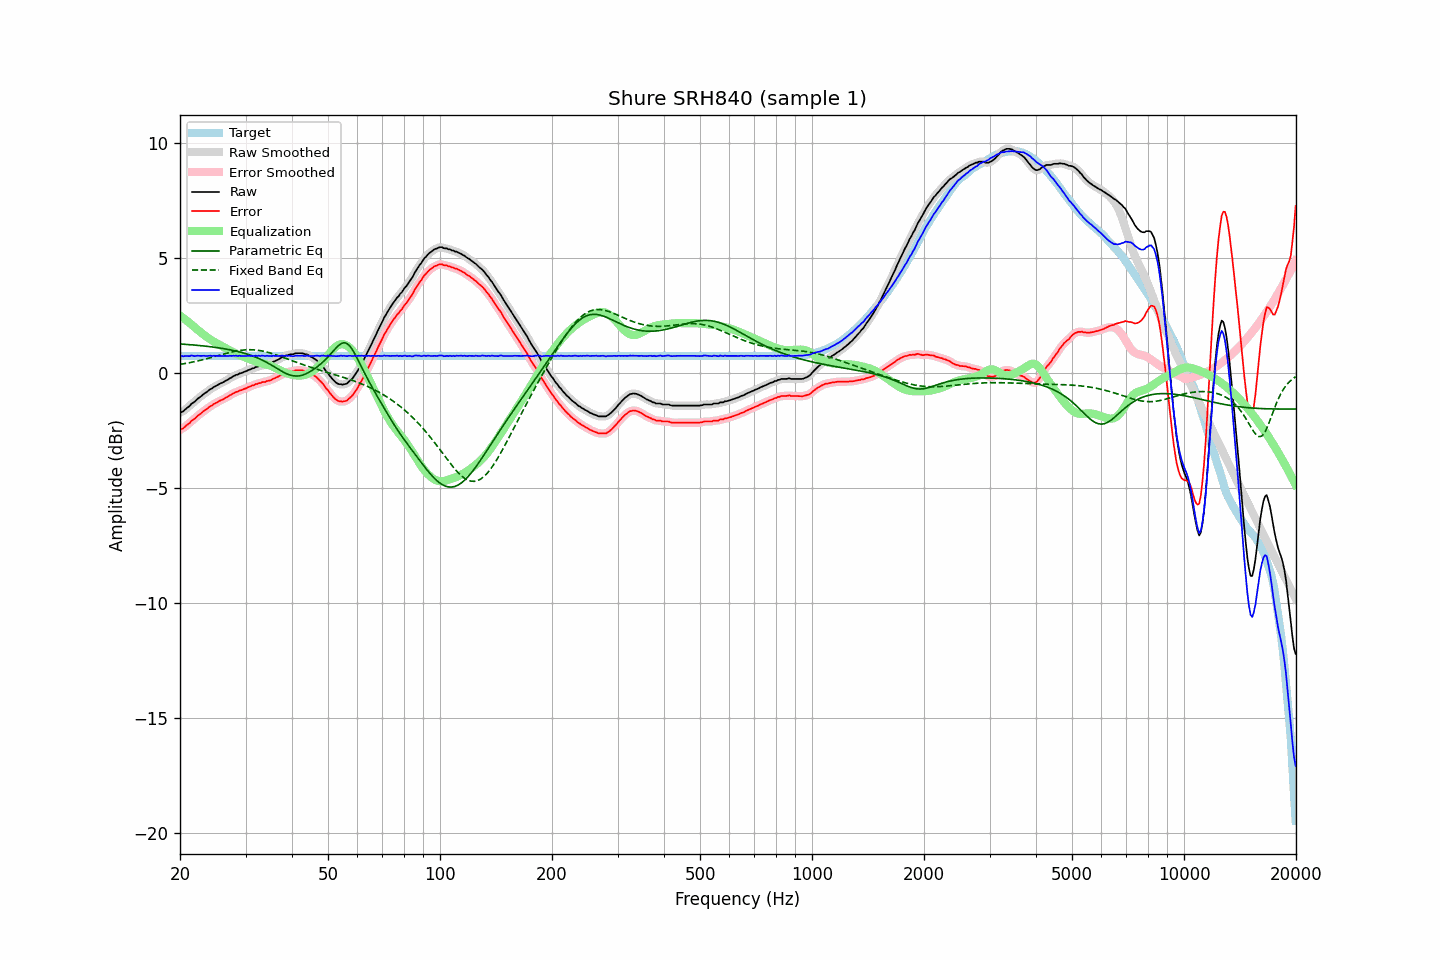 Shure SRH840 (sample 1)
Target
Raw Smoothed
Error Smoothed
Raw
Error
Equalization
Parametric Eq
Fixed Band Eq
Equalized
10
5
0
−5
−10
−15
−20
Amplitude (dBr)
20 50 100 200 500 1000 2000 5000 10000 20000
Frequency (Hz)